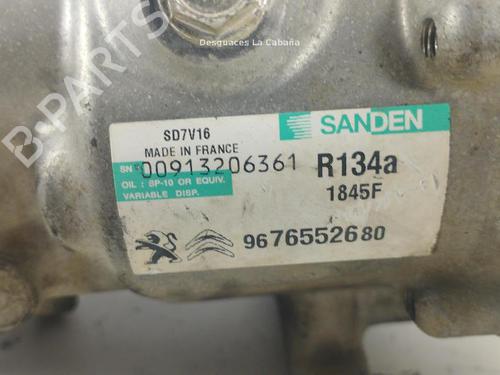 Desguaces La Cabaña
B-PARTS
SD7V16
MADE IN FRANCE
SANDEN
SN 00913206361
R134a
OIL : SP-10 OR EQUIV.
VARIABLE DISP.
1845F
9676552680